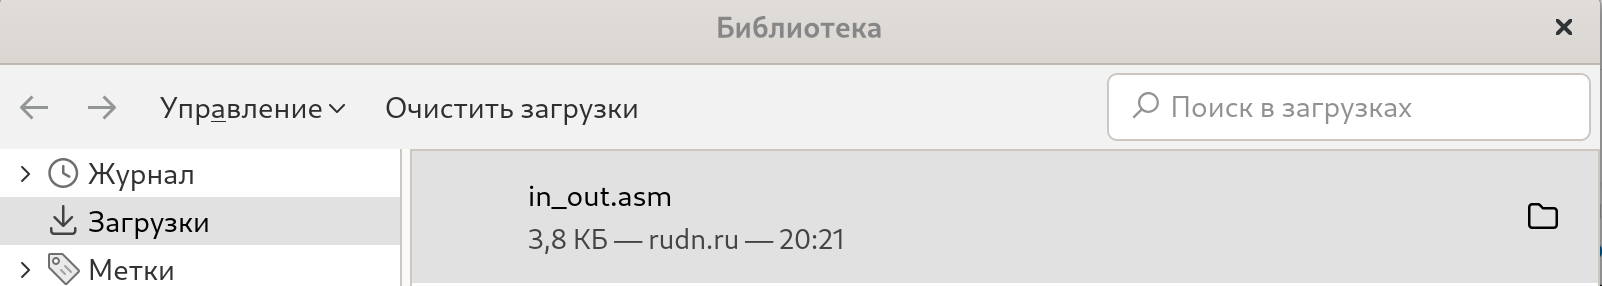 Библиотека
Управление Очистить загрузки Поиск в загрузках
Журнал
Загрузки
Метки
in_out.asm
3,8 КБ — rudn.ru — 20:21